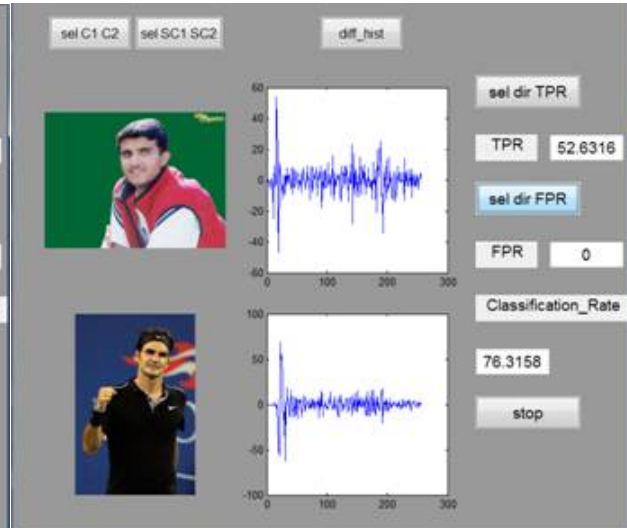 sel C1 C2
sel SC1 SC2
diff_hist
sel dir TPR
TPR
52.6316
sel dir FPR
FPR
0
Classification_Rate
76.3158
stop
60
40
20
0
-20
-40
-60
0
100
200
300
100
50
0
-50
-100
0
100
200
300